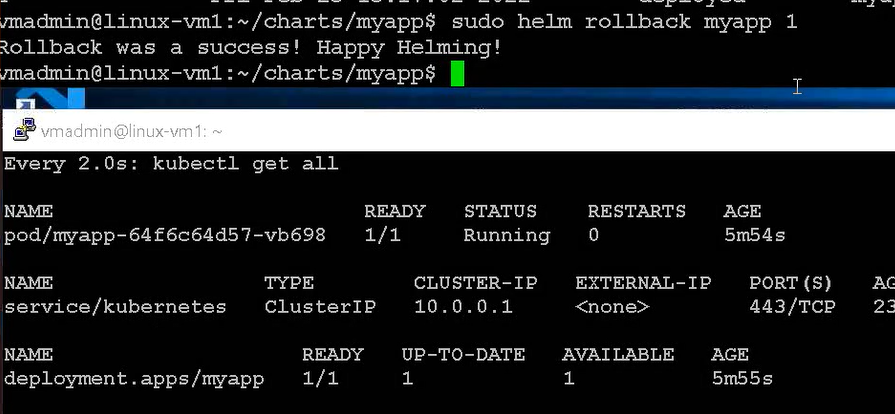 vmadmin@linux-vm1:~/charts/myapp$ sudo helm rollback myapp 1
Rollback was a success! Happy Helming!
vmadmin@linux-vm1:~/charts/myapp$
vmadmin@linux-vm1: ~
Every 2.0s: kubectl get all
NAME READY STATUS RESTARTS AGE
pod/myapp-64f6c64d57-vb698 1/1 Running 0 5m54s
NAME TYPE CLUSTER-IP EXTERNAL-IP PORT(S) AG
service/kubernetes ClusterIP 10.0.0.1 <none> 443/TCP 23
NAME READY UP-TO-DATE AVAILABLE AGE
deployment.apps/myapp 1/1 1 1 5m55s